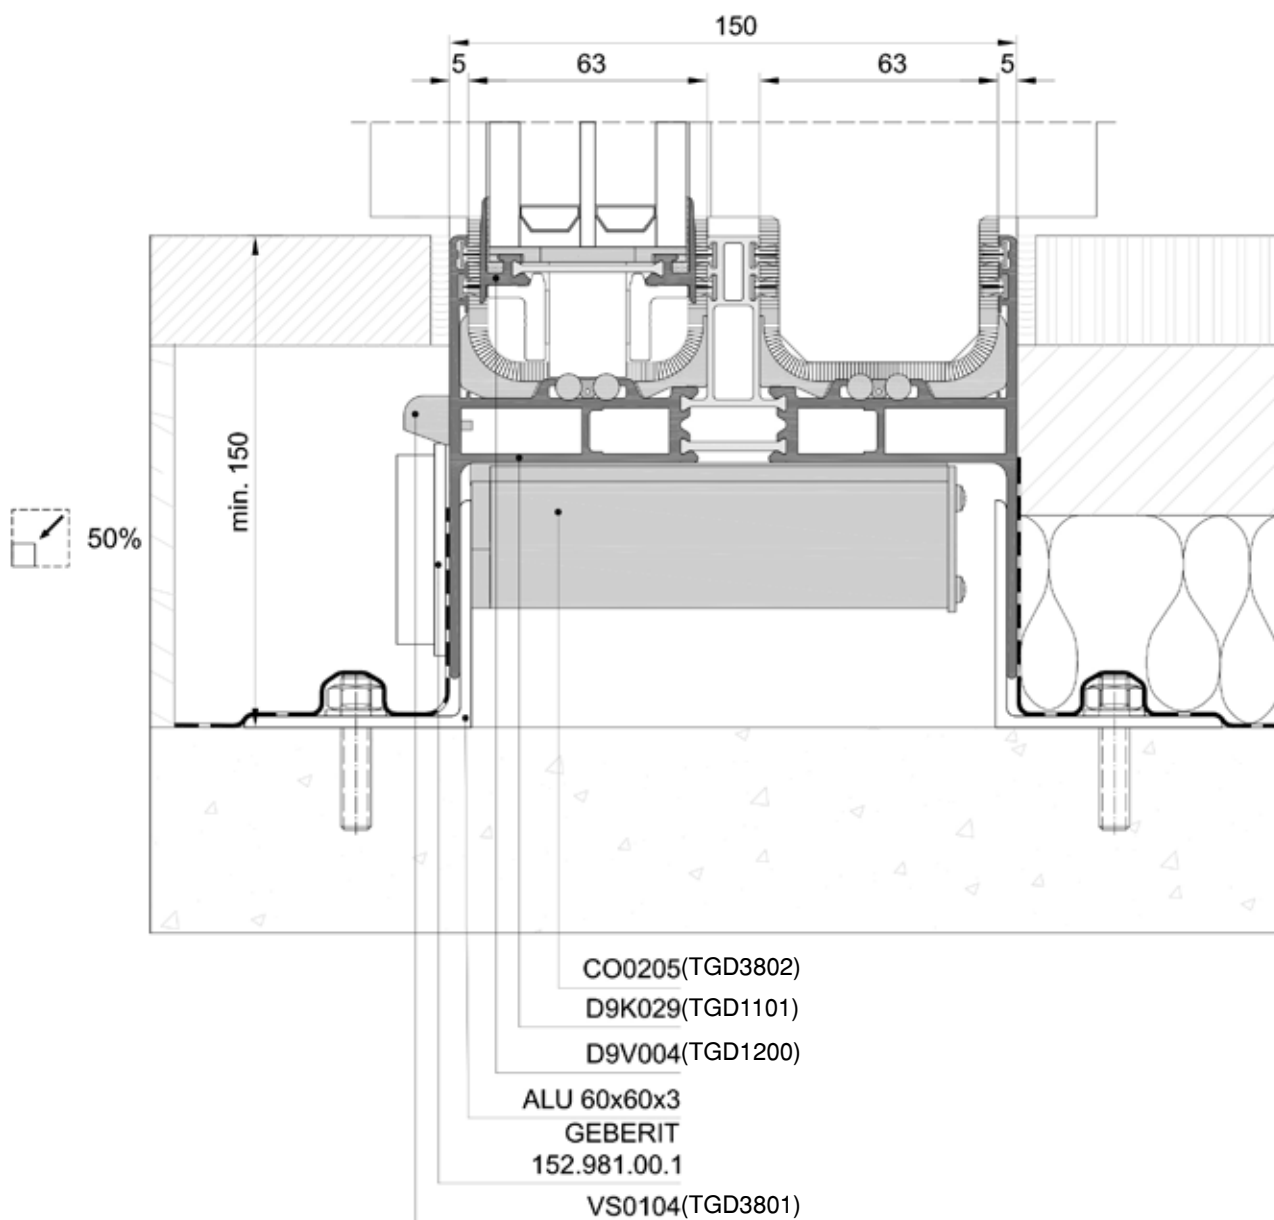 150
5 63 63 5
min. 150
50%
CO0205(TGD3802)
D9K029(TGD1101)
D9V004(TGD1200)
ALU 60x60x3
GEBERIT
152.981.00.1
VS0104(TGD3801)